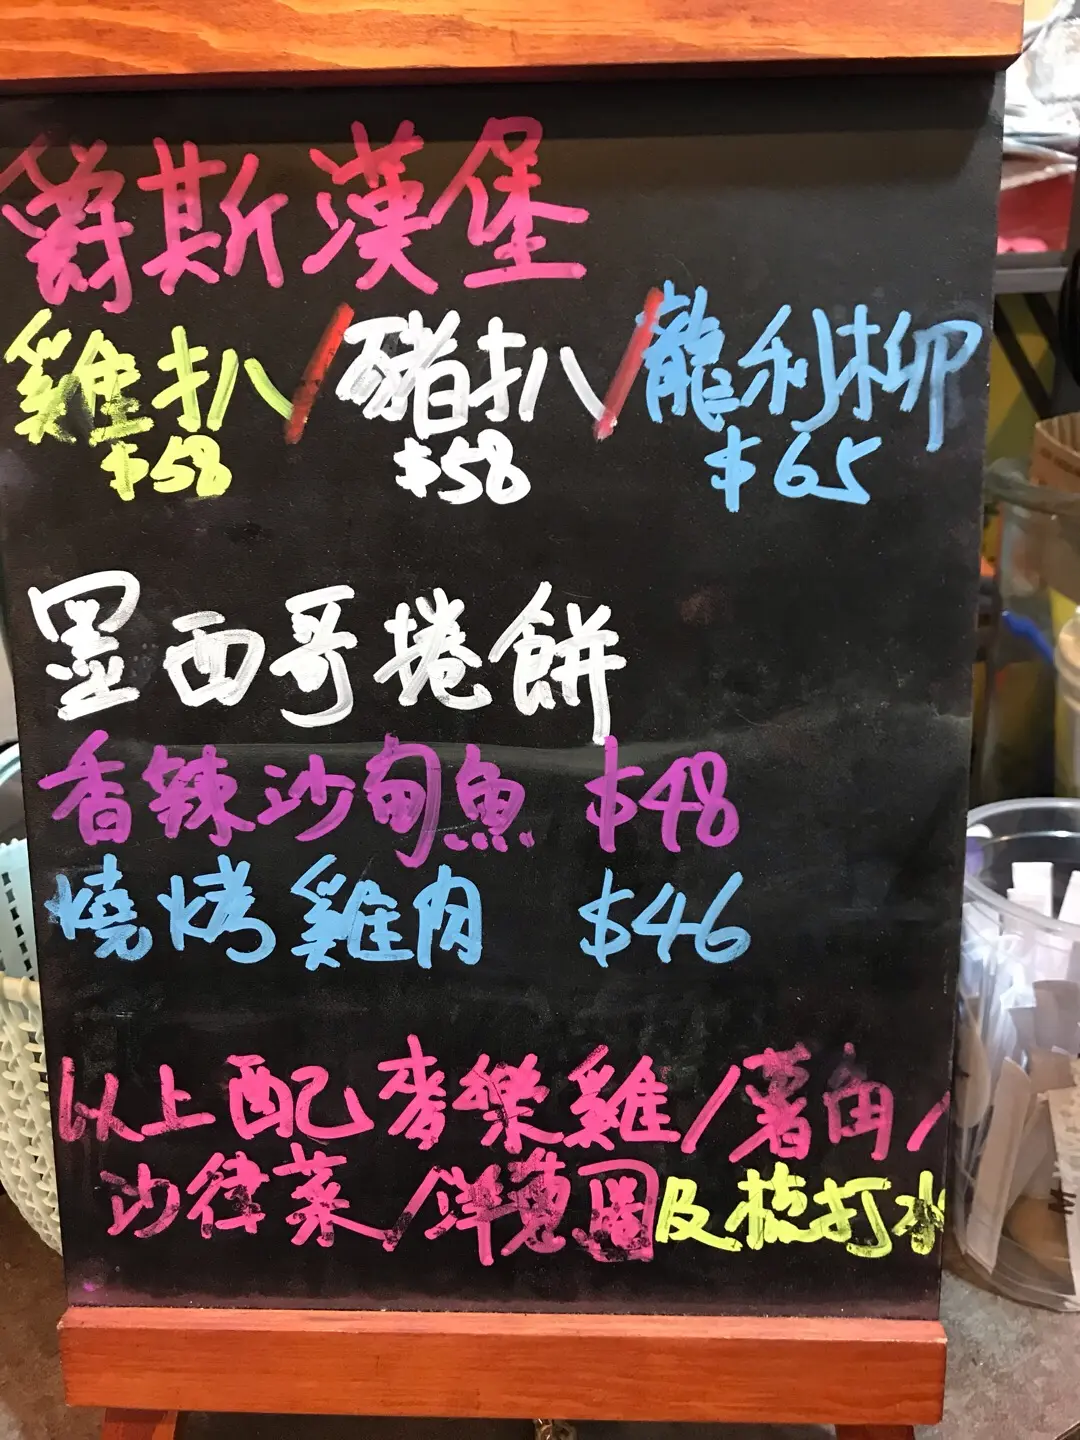 爵斯漢堡
雞扒/豬扒/龍利柳
$58 $58 $65
墨西哥捲餅
香辣沙甸魚 $48
燒烤雞肉 $46
以上配麥樂雞/薯角/
沙律菜/洋葱圈及梳打水